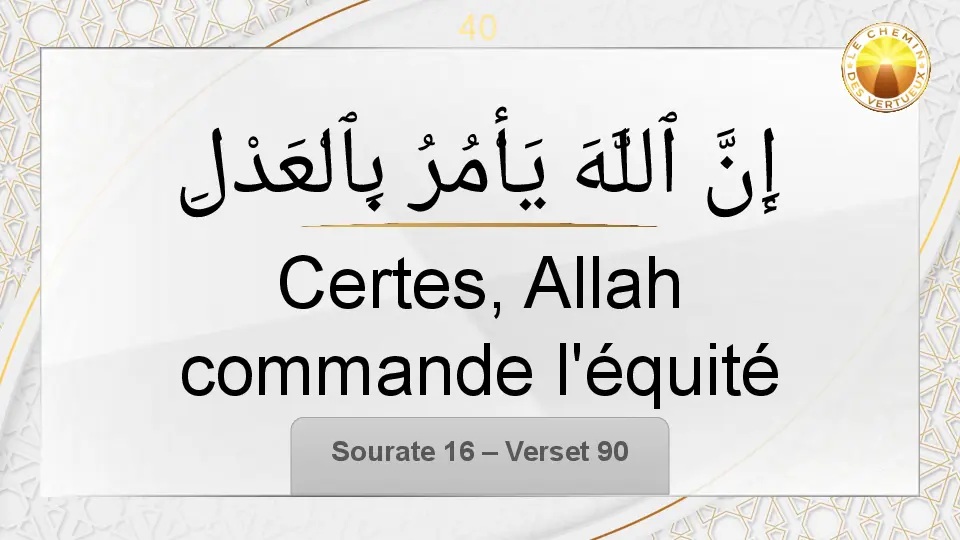 40
LE CHEMIN DES VERTUEUX
إِنَّ ٱللَّهَ يَأْمُرُ بِٱلْعَدْلِ
Certes, Allah
commande l'équité
Sourate 16 – Verset 90